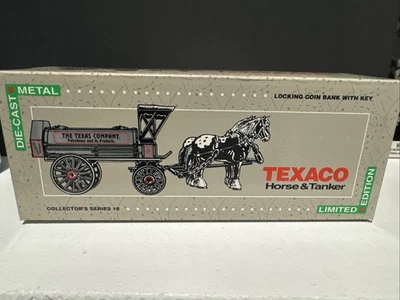 DIE-CAST METAL
LOCKING COIN BANK WITH KEY
THE TEXAS COMPANY.
Petroleum and its Products
TEXACO
Horse & Tanker
COLLECTOR'S SERIES #8
LIMITED EDITION